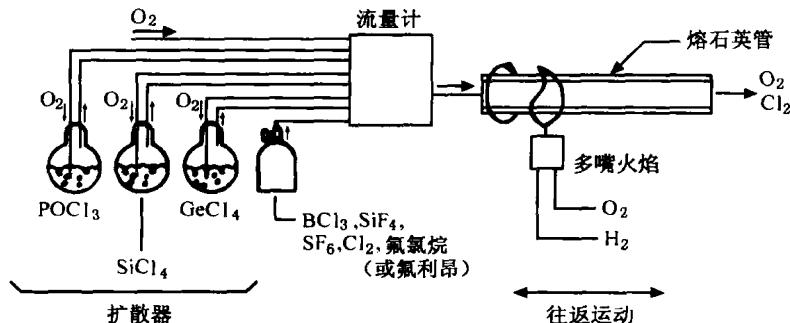 O2
流量计
熔石英管
O2
O2
O2
O2
Cl2
POCl3
GeCl4
多嘴火焰
BCl3,SiF4,
SF6,Cl2,氟氯烷
(或氟利昂)
O2
H2
SiCl4
扩散器
往返运动